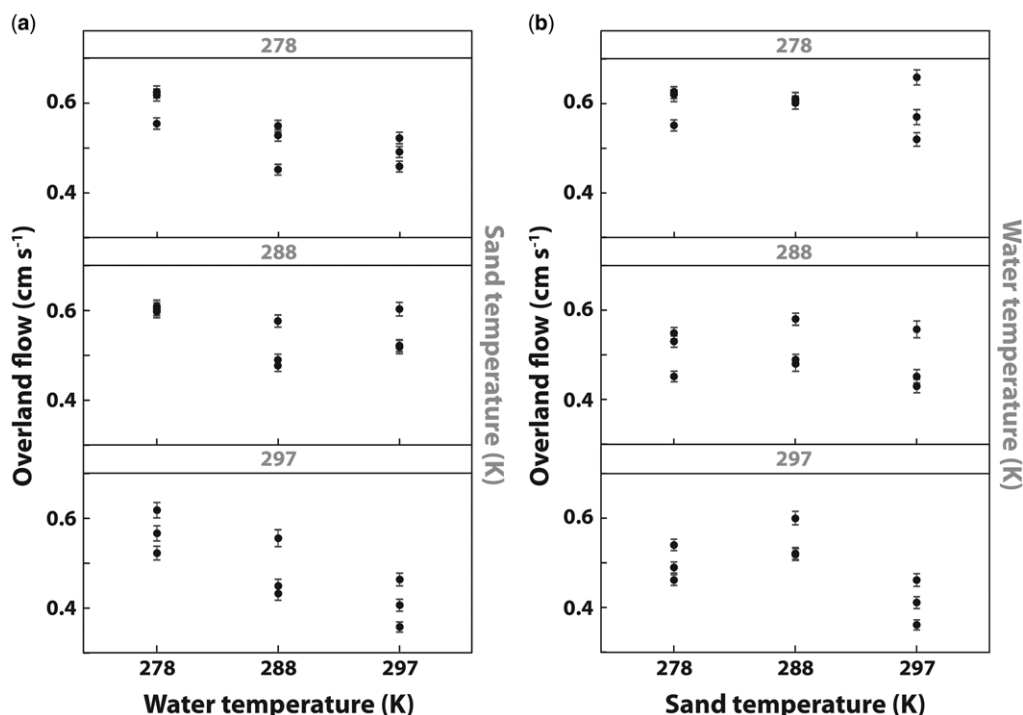 (a)
278
0.6
0.4
288
0.6
0.4
297
0.6
0.4
278 288 297
Water temperature (K)
Overland flow (cm s-1)
Sand temperature (K)
(b)
278
0.6
0.4
288
0.6
0.4
297
0.6
0.4
278 288 297
Sand temperature (K)
Overland flow (cm s-1)
Water temperature (K)